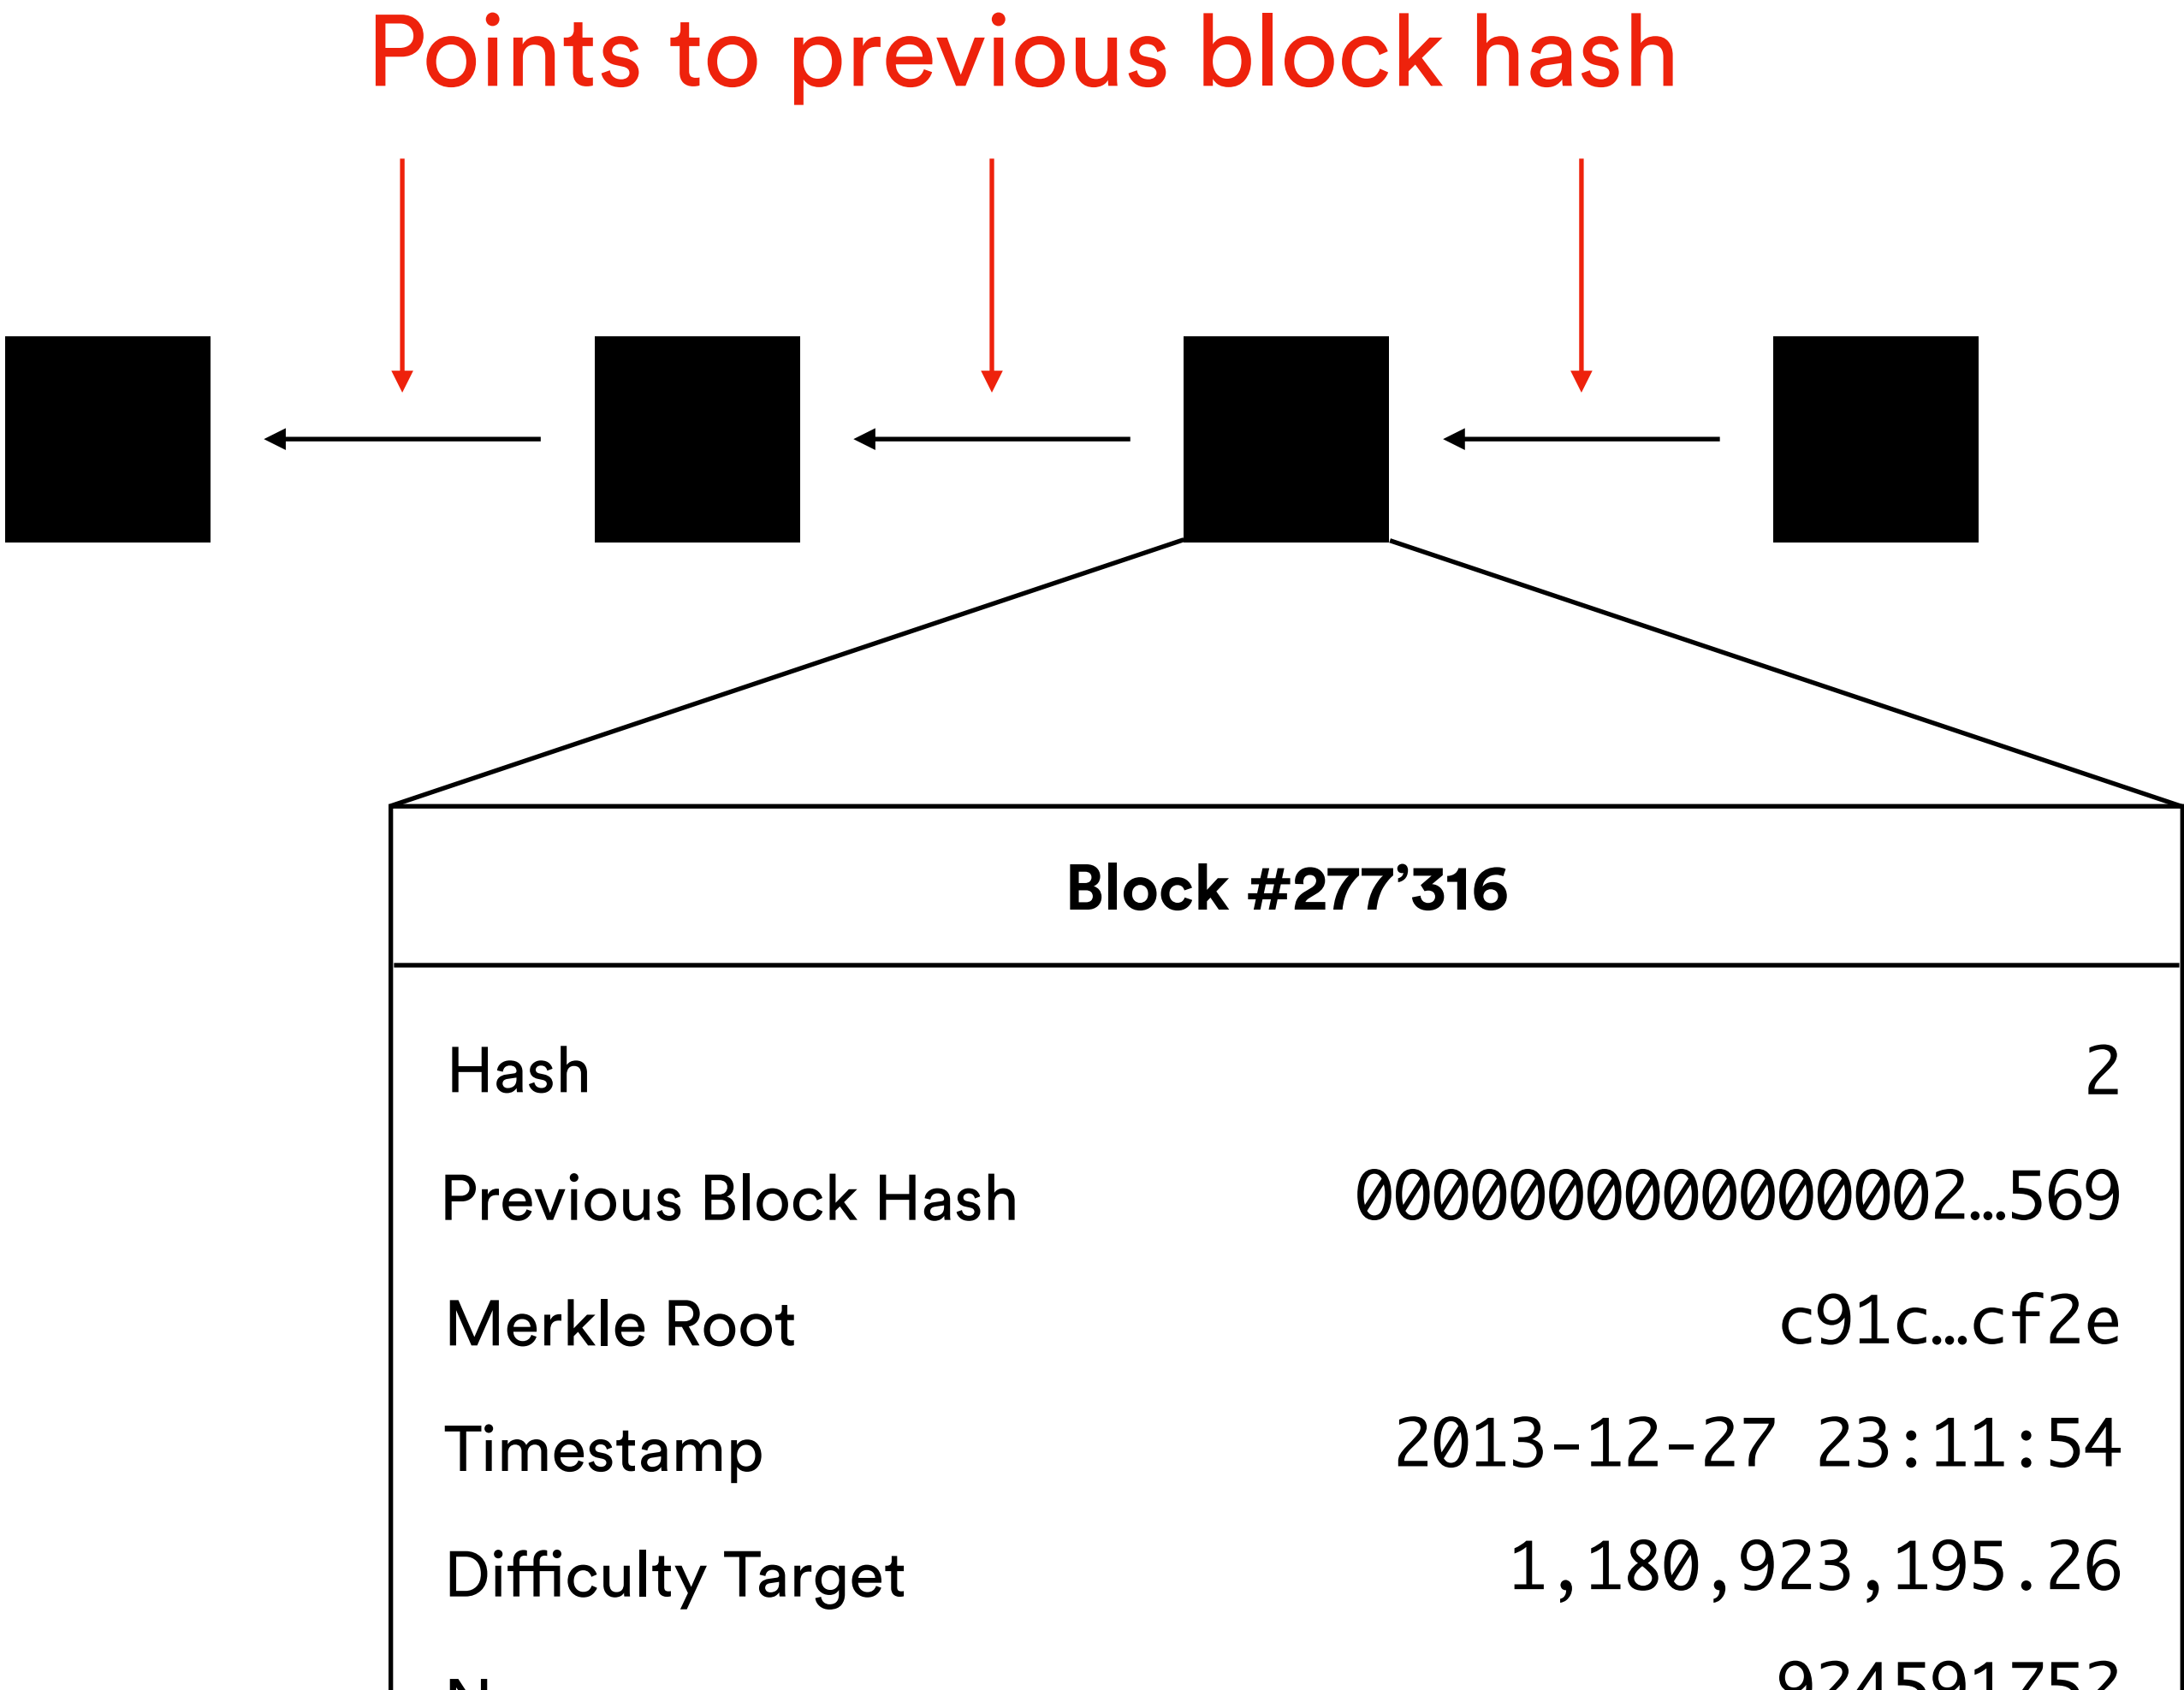 Points to previous block hash
Block #277’316
Hash 2
Previous Block Hash 0000000000000002…569
Merkle Root c91c…cf2e
Timestamp 2013-12-27 23:11:54
Difficulty Target 1,180,923,195.26
924591752